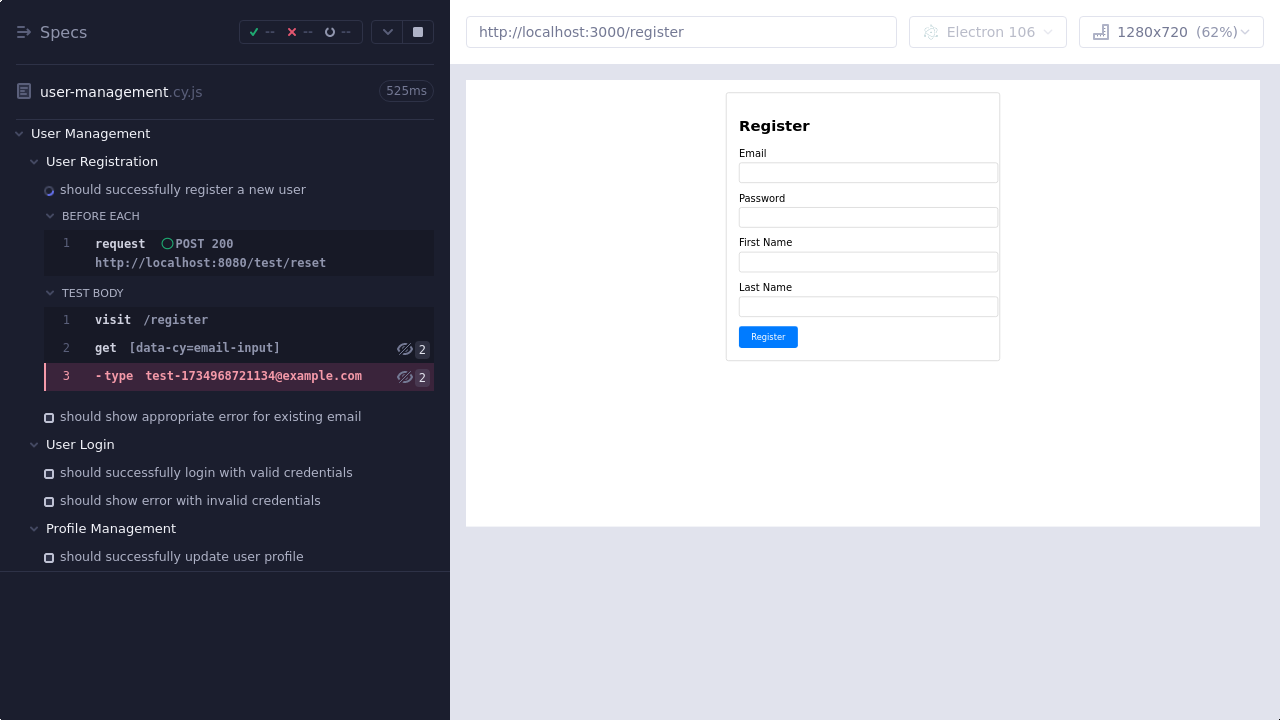 Specs
-- -- --
user-management.cy.js 525ms
User Management
User Registration
should successfully register a new user
BEFORE EACH
1 request POST 200
http://localhost:8080/test/reset
TEST BODY
1 visit /register
2 get [data-cy=email-input] 2
3 -type test-1734968721134@example.com 2
should show appropriate error for existing email
User Login
should successfully login with valid credentials
should show error with invalid credentials
Profile Management
should successfully update user profile
http://localhost:3000/register
Electron 106
1280x720 (62%)
Register
Email
Password
First Name
Last Name
Register